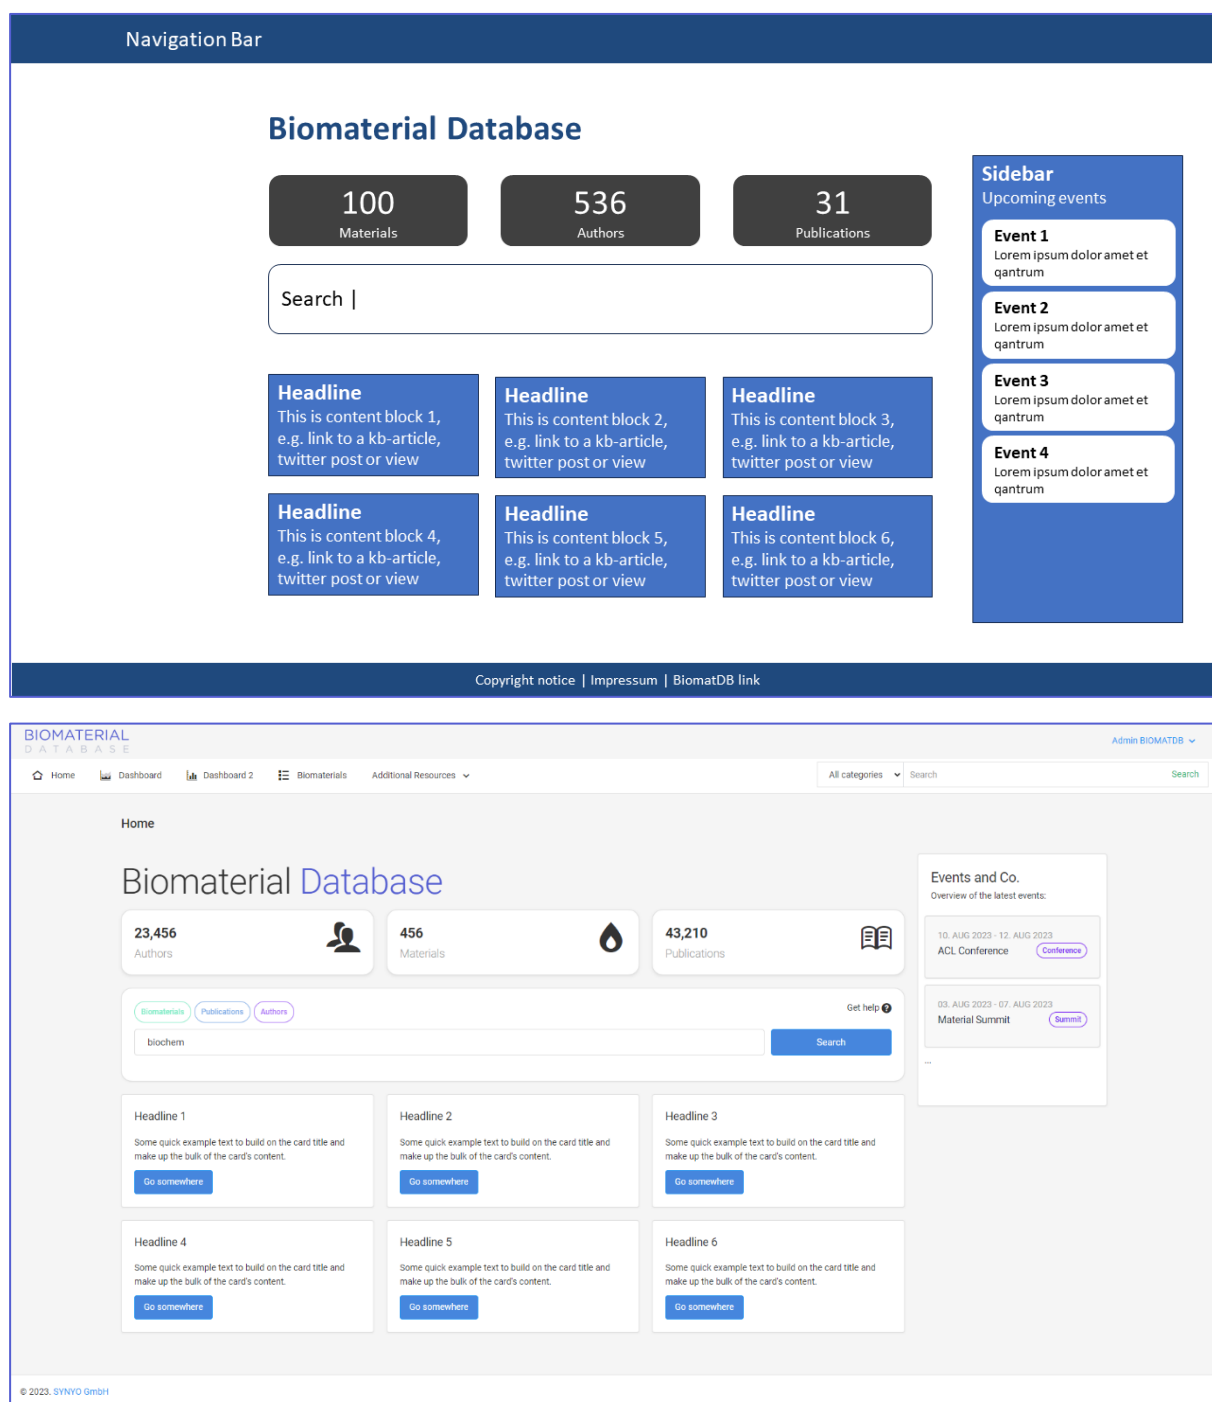 Navigation Bar
Biomaterial Database
100
Materials
536
Authors
31
Publications
Search |
Headline
This is content block 1,
e.g. link to a kb-article,
twitter post or view
Headline
This is content block 2,
e.g. link to a kb-article,
twitter post or view
Headline
This is content block 3,
e.g. link to a kb-article,
twitter post or view
Headline
This is content block 4,
e.g. link to a kb-article,
twitter post or view
Headline
This is content block 5,
e.g. link to a kb-article,
twitter post or view
Headline
This is content block 6,
e.g. link to a kb-article,
twitter post or view
Sidebar
Upcoming events
Event 1
Lorem ipsum dolor amet et
qantrum
Event 2
Lorem ipsum dolor amet et
qantrum
Event 3
Lorem ipsum dolor amet et
qantrum
Event 4
Lorem ipsum dolor amet et
qantrum
Copyright notice | Impressum | BiomatDB link
BIOMATERIAL
DATABASE
Admin BIOMATDB
Home Dashboard Dashboard 2 Biomaterials Additional Resources All categories Search Search
Home
Biomaterial Database
23,456
Authors
456
Materials
43,210
Publications
Biomaterials Publications Authors Get help ?
biochem Search
Headline 1
Some quick example text to build on the card title and
make up the bulk of the card's content.
Go somewhere
Headline 2
Some quick example text to build on the card title and
make up the bulk of the card's content.
Go somewhere
Headline 3
Some quick example text to build on the card title and
make up the bulk of the card's content.
Go somewhere
Headline 4
Some quick example text to build on the card title and
make up the bulk of the card's content.
Go somewhere
Headline 5
Some quick example text to build on the card title and
make up the bulk of the card's content.
Go somewhere
Headline 6
Some quick example text to build on the card title and
make up the bulk of the card's content.
Go somewhere
Events and Co.
Overview of the latest events:
10. AUG 2023 - 12. AUG 2023
ACL Conference Conference
03. AUG 2023 - 07. AUG 2023
Material Summit Summit
...
© 2023. SYNYO GmbH